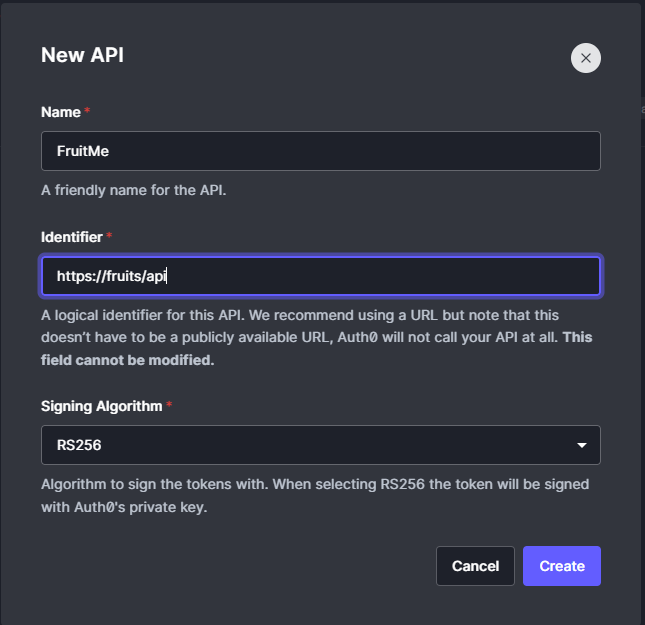 New API
Name *
FruitMe
A friendly name for the API.
Identifier *
https://fruits/api
A logical identifier for this API. We recommend using a URL but note that this
doesn't have to be a publicly available URL, Auth0 will not call your API at all. This
field cannot be modified.
Signing Algorithm *
RS256
Algorithm to sign the tokens with. When selecting RS256 the token will be signed
with Auth0's private key.
Cancel Create